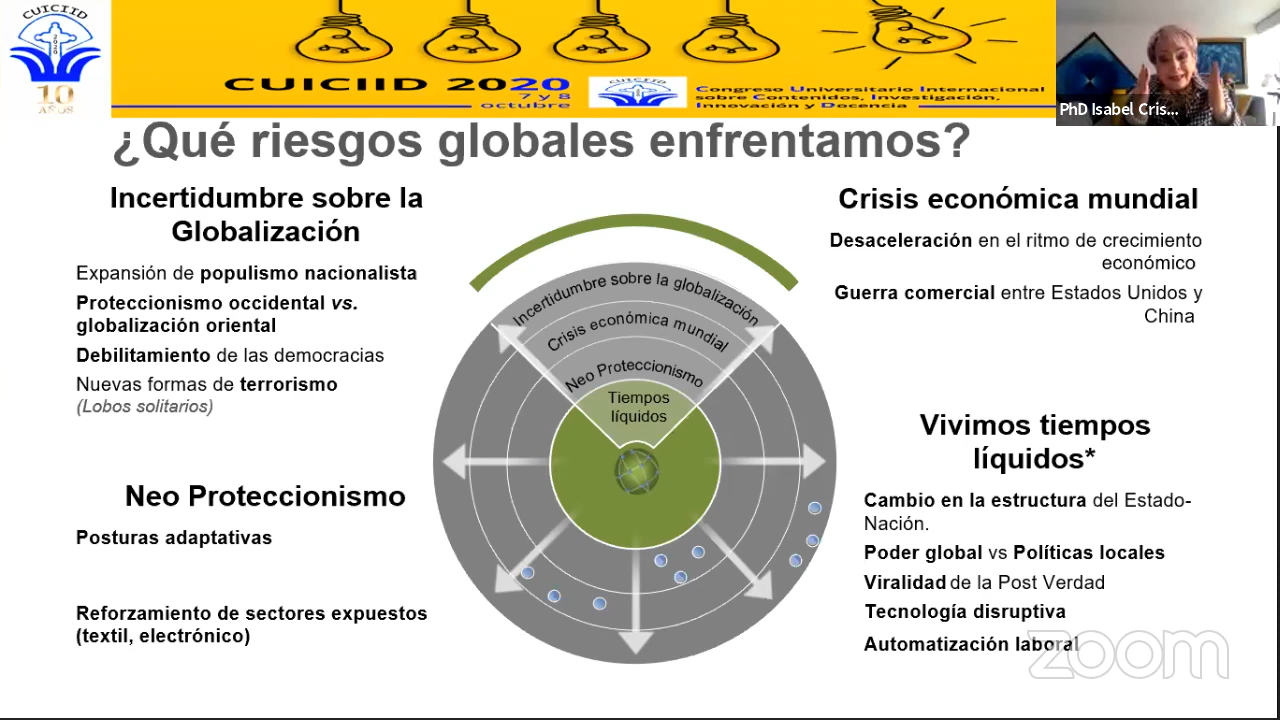 CUICIID
2020
10
AÑOS
CUICIID 2020
7 y 8
octubre
CUICIID
Congreso Universitario Internacional
sobre Contenidos, Investigación,
Innovación y Docencia
PhD Isabel Cris...
¿Qué riesgos globales enfrentamos?
Incertidumbre sobre la
Globalización
Expansión de populismo nacionalista
Proteccionismo occidental vs.
globalización oriental
Debilitamiento de las democracias
Nuevas formas de terrorismo
(Lobos solitarios)
Neo Proteccionismo
Posturas adaptativas
Reforzamiento de sectores expuestos
(textil, electrónico)
Incertidumbre sobre la globalización
Crisis económica mundial
Neo Proteccionismo
Tiempos
líquidos
Crisis económica mundial
Desaceleración en el ritmo de crecimiento
económico
Guerra comercial entre Estados Unidos y
China
Vivimos tiempos
líquidos*
Cambio en la estructura del Estado-
Nación.
Poder global vs Políticas locales
Viralidad de la Post Verdad
Tecnología disruptiva
Automatización laboral
zoom